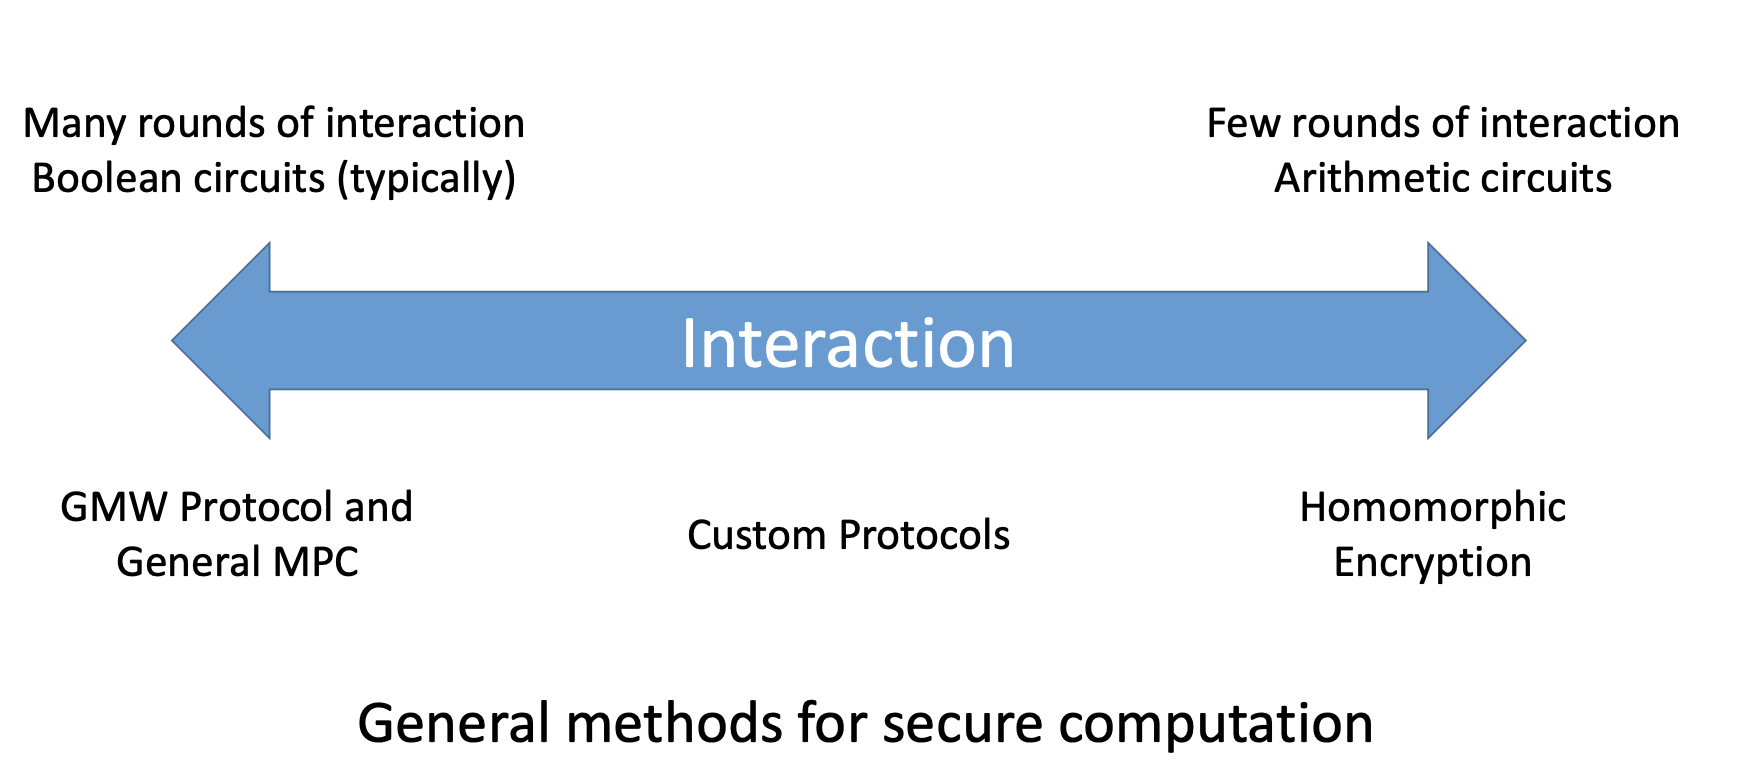 Many rounds of interaction
Boolean circuits (typically)
Few rounds of interaction
Arithmetic circuits
Interaction
GMW Protocol and
General MPC
Custom Protocols
Homomorphic
Encryption
General methods for secure computation